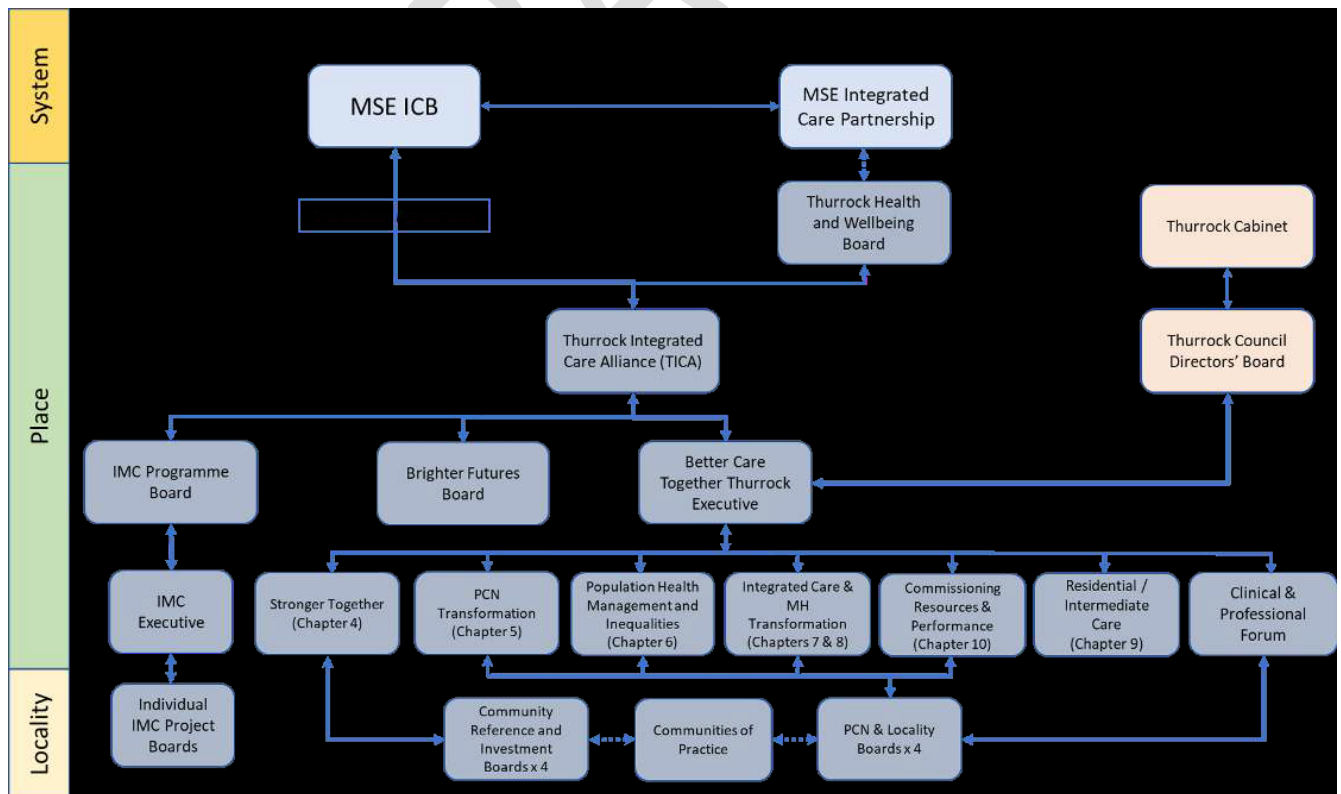 System
MSE ICB
MSE Integrated
Care Partnership
Place
Thurrock Health
and Wellbeing
Board
Thurrock Cabinet
Thurrock Integrated
Care Alliance (TICA)
Thurrock Council
Directors' Board
IMC Programme
Board
Brighter Futures
Board
Better Care
Together Thurrock
Executive
IMC
Executive
Stronger Together
(Chapter 4)
PCN
Transformation
(Chapter 5)
Population Health
Management and
Inequalities
(Chapter 6)
Integrated Care &
MH
Transformation
(Chapters 7 & 8)
Commissioning
Resources &
Performance
(Chapter 10)
Residential /
Intermediate
Care
(Chapter 9)
Clinical &
Professional
Forum
Locality
Individual
IMC Project
Boards
Community
Reference and
Investment
Boards x 4
Communities of
Practice
PCN & Locality
Boards x 4